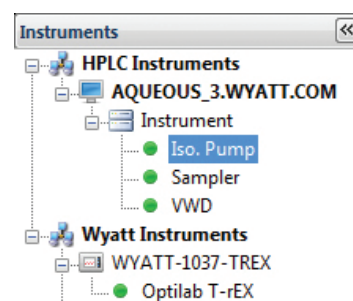 Instruments
HPLC Instruments
AQUEOUS_3.WYATT.COM
Instrument
Iso. Pump
Sampler
VWD
Wyatt Instruments
WYATT-1037-TREX
Optilab T-rEX